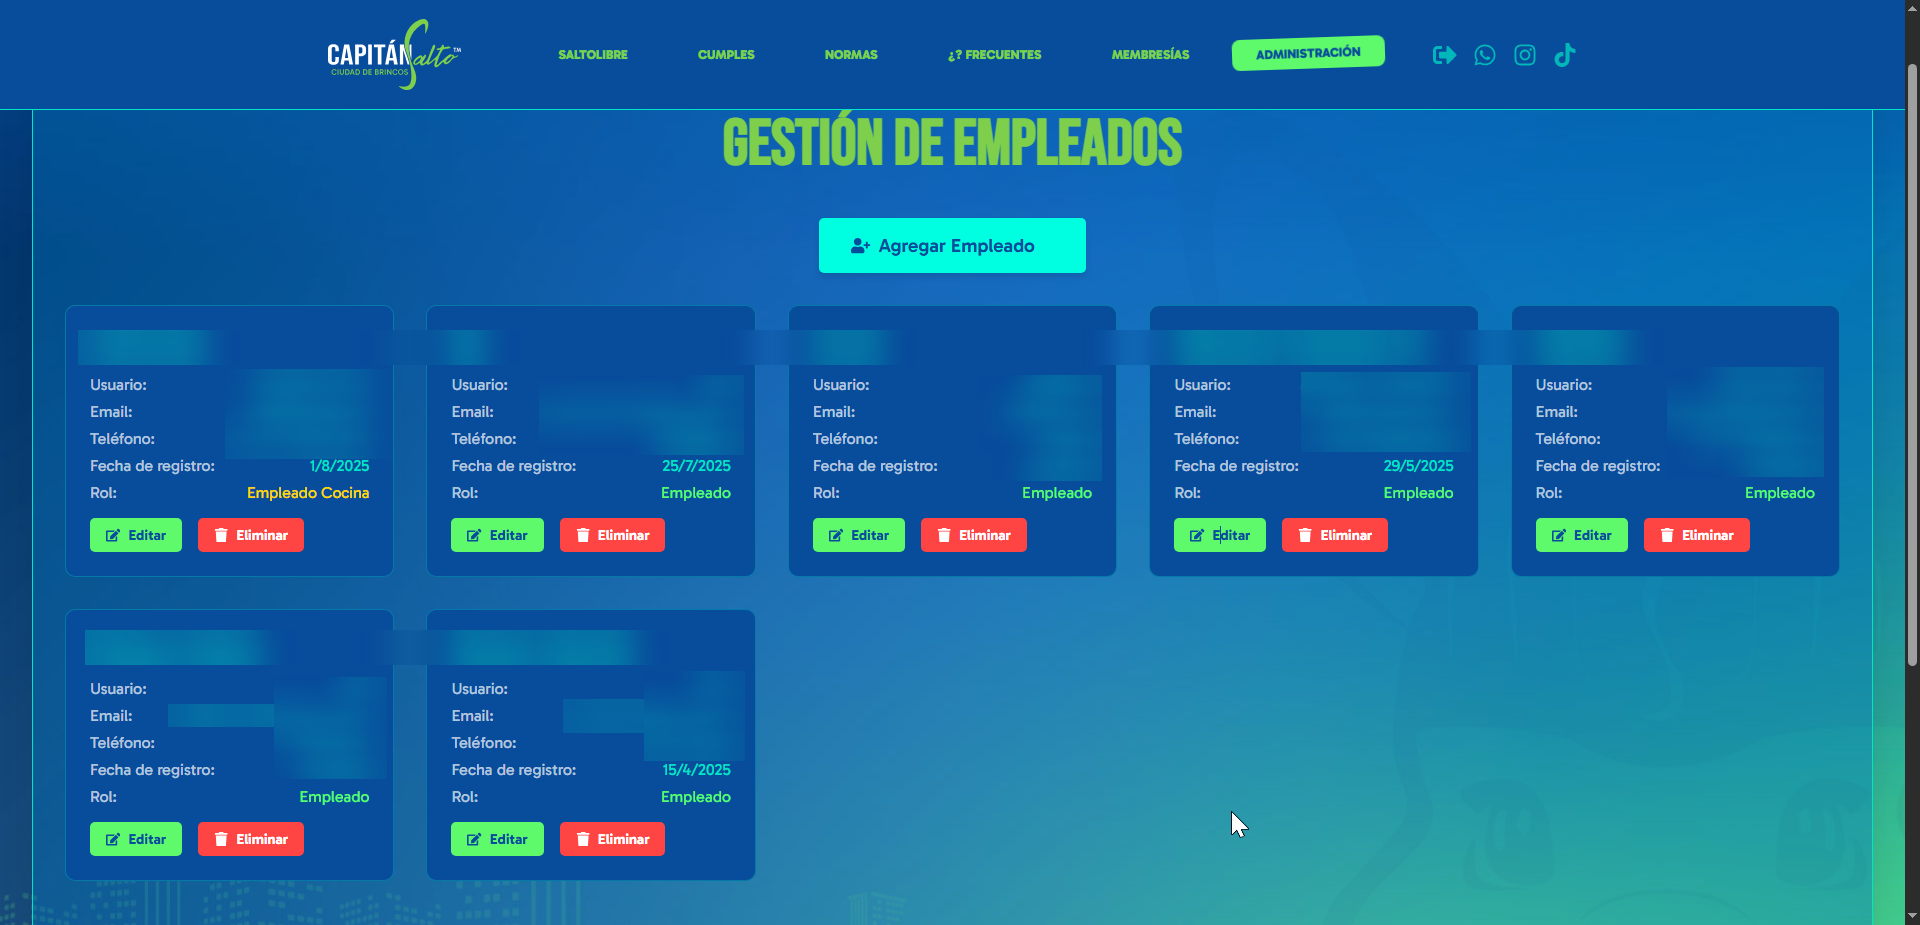 CAPITÁN Salto™
CIUDAD DE BRINCOS
SALTOLIBRE CUMPLES NORMAS ¿? FRECUENTES MEMBRESÍAS ADMINISTRACIÓN
GESTIÓN DE EMPLEADOS
Agregar Empleado
Usuario:
Email:
Teléfono:
Fecha de registro: 1/8/2025
Rol: Empleado Cocina
Editar Eliminar
Usuario:
Email:
Teléfono:
Fecha de registro: 25/7/2025
Rol: Empleado
Editar Eliminar
Usuario:
Email:
Teléfono:
Fecha de registro:
Rol: Empleado
Editar Eliminar
Usuario:
Email:
Teléfono:
Fecha de registro: 29/5/2025
Rol: Empleado
Editar Eliminar
Usuario:
Email:
Teléfono:
Fecha de registro:
Rol: Empleado
Editar Eliminar
Usuario:
Email:
Teléfono:
Fecha de registro:
Rol: Empleado
Editar Eliminar
Usuario:
Email:
Teléfono:
Fecha de registro: 15/4/2025
Rol: Empleado
Editar Eliminar